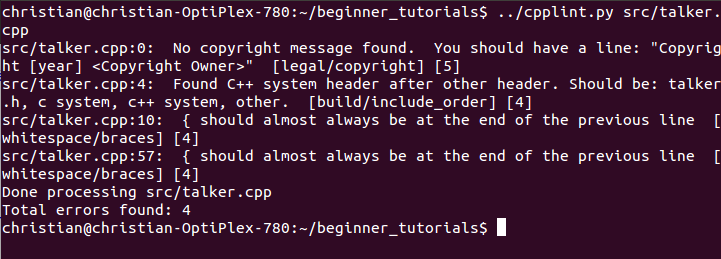 christian@christian-OptiPlex-780:~/beginner_tutorials$ ../cpplint.py src/talker.
cpp
src/talker.cpp:0:  No copyright message found.  You should have a line: "Copyrig
ht [year] <Copyright Owner>"  [legal/copyright] [5]
src/talker.cpp:4:  Found C++ system header after other header. Should be: talker
.h, c system, c++ system, other.  [build/include_order] [4]
src/talker.cpp:10:  { should almost always be at the end of the previous line  [
whitespace/braces] [4]
src/talker.cpp:57:  { should almost always be at the end of the previous line  [
whitespace/braces] [4]
Done processing src/talker.cpp
Total errors found: 4
christian@christian-OptiPlex-780:~/beginner_tutorials$